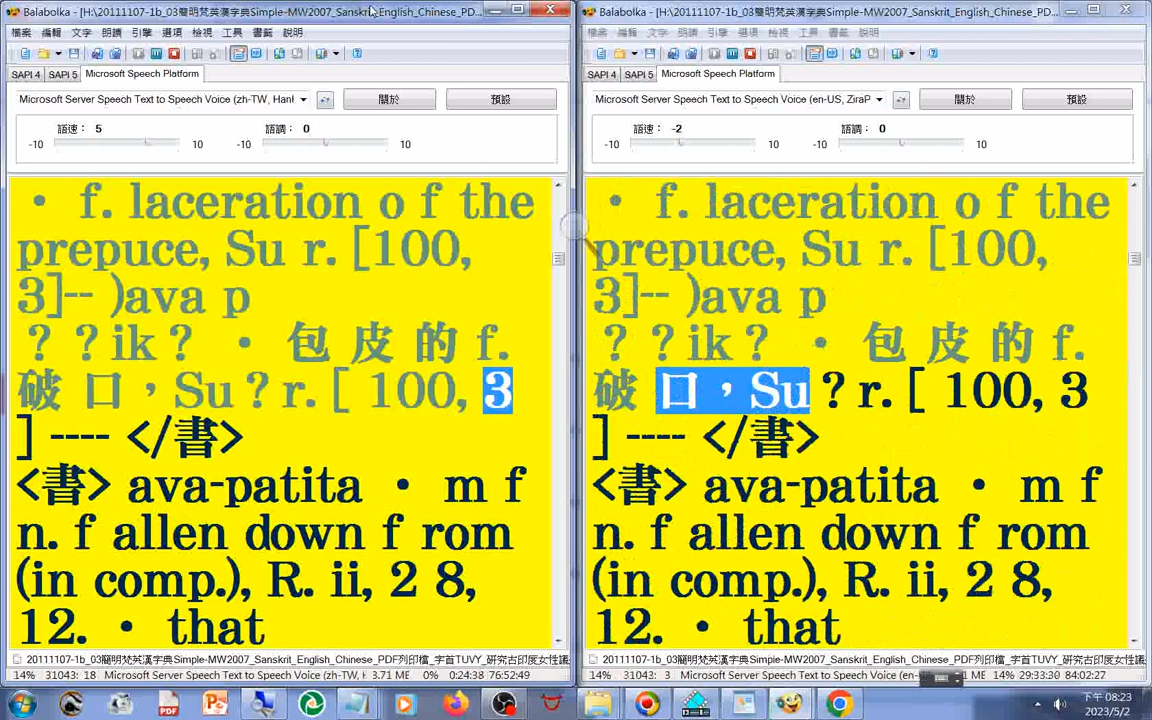 Balabolka - [H:\20111107-1b_03簡明梵英漢字典Simple-MW2007_Sanskrit_English_Chinese_PD...
檔案 編輯 文字 朗讀 引擎 選項 檢視 工具 書籤 說明
SAPI 4 SAPI 5 Microsoft Speech Platform
Microsoft Server Speech Text to Speech Voice (zh-TW, Hanl 關於 預設
語速： 5 語調： 0
-10 10 -10 10
• f. laceration o f the
prepuce, Su r. [100,
3]-- )ava p
？？ik？ • 包 皮 的 f.
破 口，Su？r. [ 100, 3
] ---- </書>
<書> ava-patita • m f
n. f allen down f rom
(in comp.), R. ii, 2 8,
12. • that
20111107-1b_03簡明梵英漢字典Simple-MW2007_Sanskrit_English_Chinese_PDF列印檔_字首TUVY_研究古印度女性議
14% 31043: 18 Microsoft Server Speech Text to Speech Voice (zh-TW, H 3.71 ME 0% 0:24:38 76:52:49
Balabolka - [H:\20111107-1b_03簡明梵英漢字典Simple-MW2007_Sanskrit_English_Chinese_PD...
檔案 編輯 文字 朗讀 引擎 選項 檢視 工具 書籤 說明
SAPI 4 SAPI 5 Microsoft Speech Platform
Microsoft Server Speech Text to Speech Voice (en-US, ZiraP 關於 預設
語速： -2 語調： 0
-10 10 -10 10
• f. laceration o f the
prepuce, Su r. [100,
3]-- )ava p
？？ik？ • 包 皮 的 f.
破 口，Su？r. [ 100, 3
] ---- </書>
<書> ava-patita • m f
n. f allen down f rom
(in comp.), R. ii, 2 8,
12. • that
20111107-1b_03簡明梵英漢字典Simple-MW2007_Sanskrit_English_Chinese_PDF列印檔_字首TUVY_研究古印度女性議
14% 31043: 3 Microsoft Server Speech Text to Speech Voice (en-US 14% 29:33:30 84:02:27
PDF
下午 08:23
2023/5/2